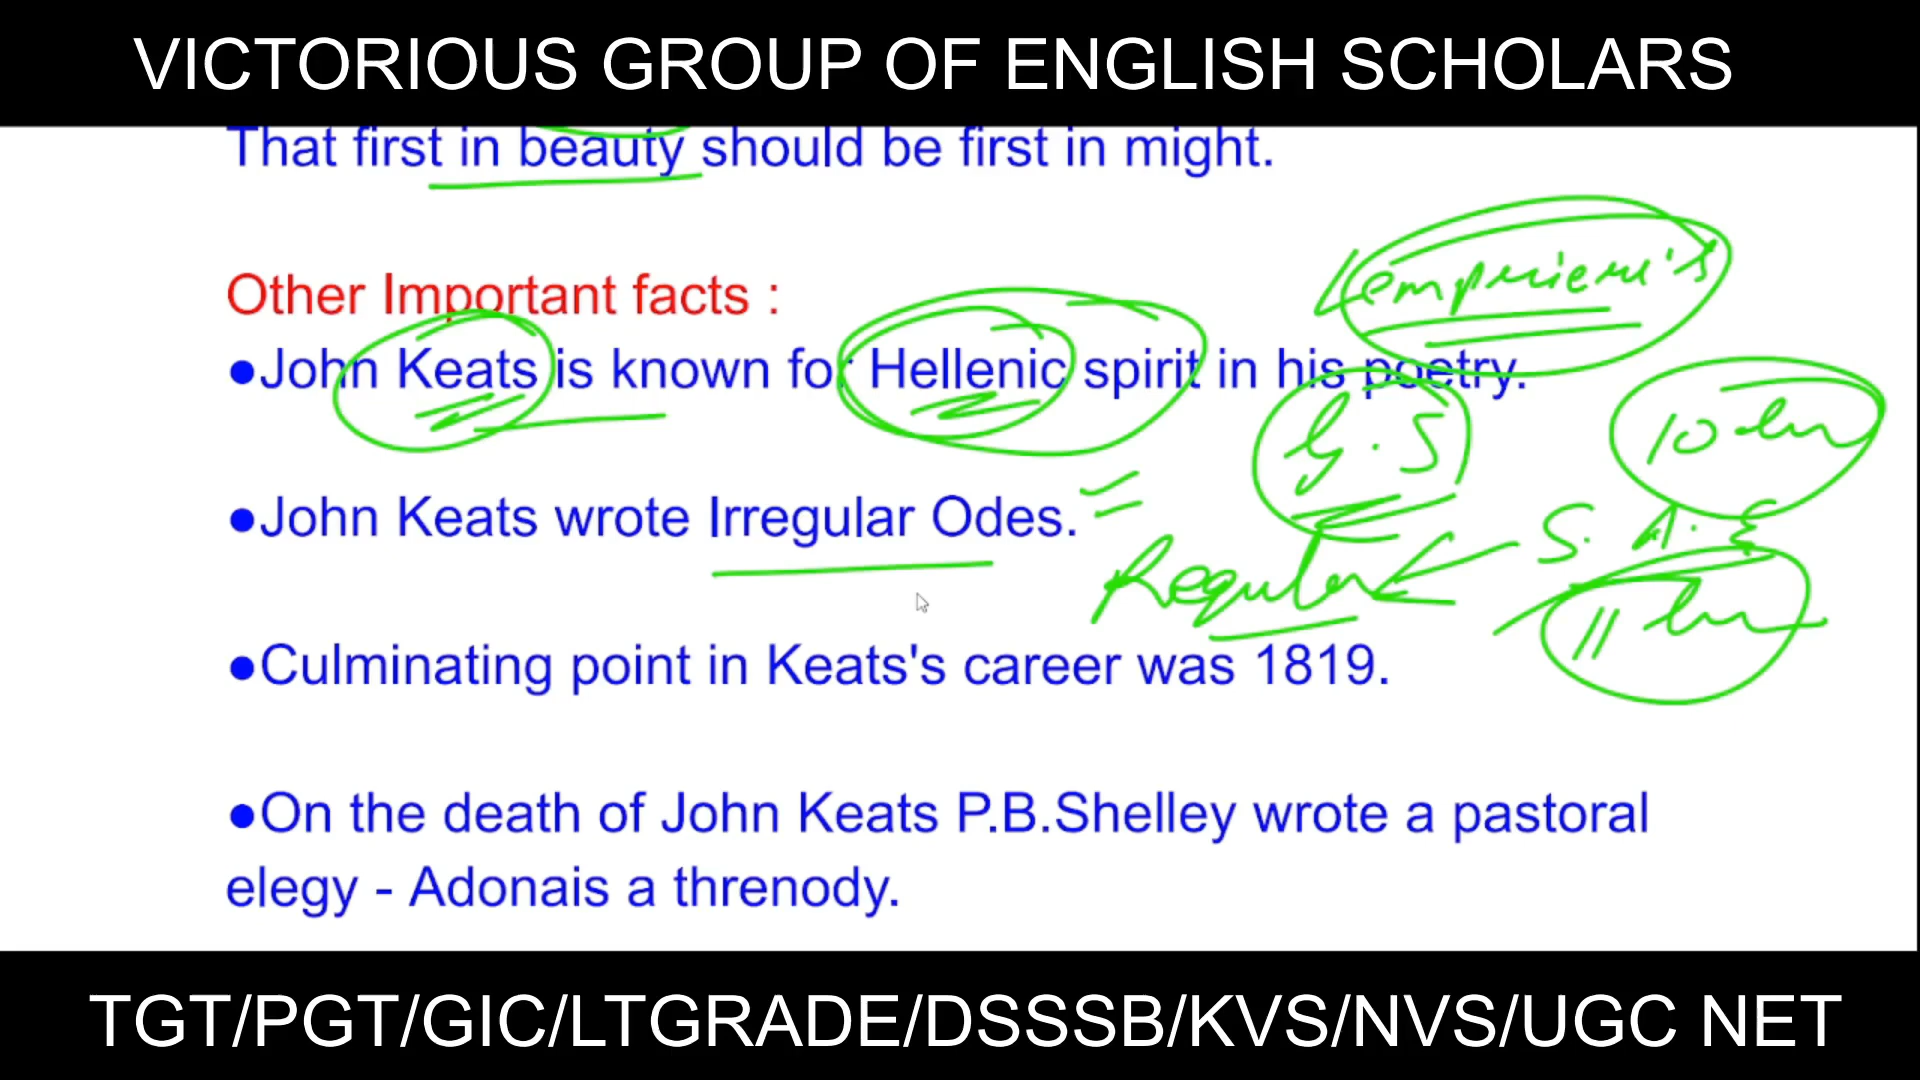 VICTORIOUS GROUP OF ENGLISH SCHOLARS
That first in beauty should be first in might.
Other Important facts :
●John Keats is known for Hellenic spirit in his poetry.
●John Keats wrote Irregular Odes.
●Culminating point in Keats's career was 1819.
●On the death of John Keats P.B.Shelley wrote a pastoral
elegy - Adonais a threnody.
Regular
S. A. E
TGT/PGT/GIC/LTGRADE/DSSSB/KVS/NVS/UGC NET